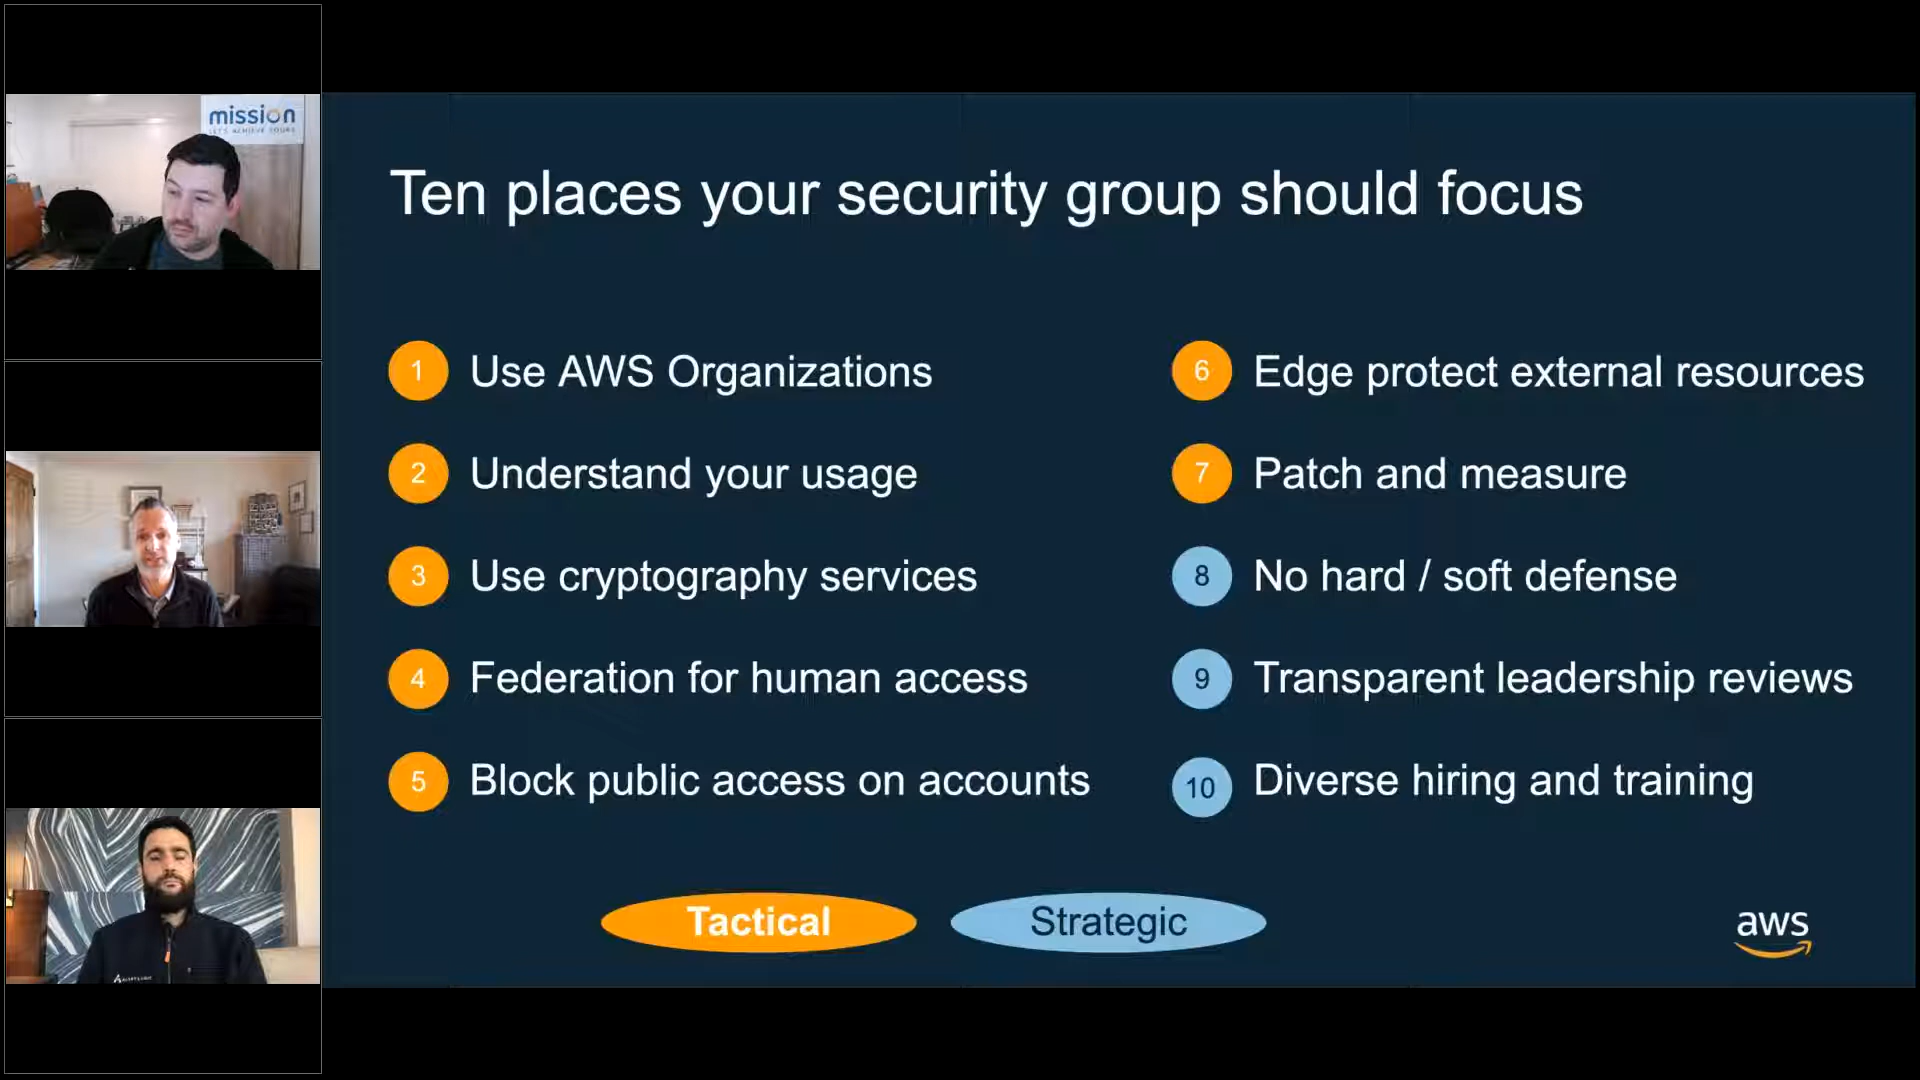 mission
LET'S ACHIEVE YOURS
Ten places your security group should focus
1 Use AWS Organizations
2 Understand your usage
3 Use cryptography services
4 Federation for human access
5 Block public access on accounts
6 Edge protect external resources
7 Patch and measure
8 No hard / soft defense
9 Transparent leadership reviews
10 Diverse hiring and training
Tactical
Strategic
aws